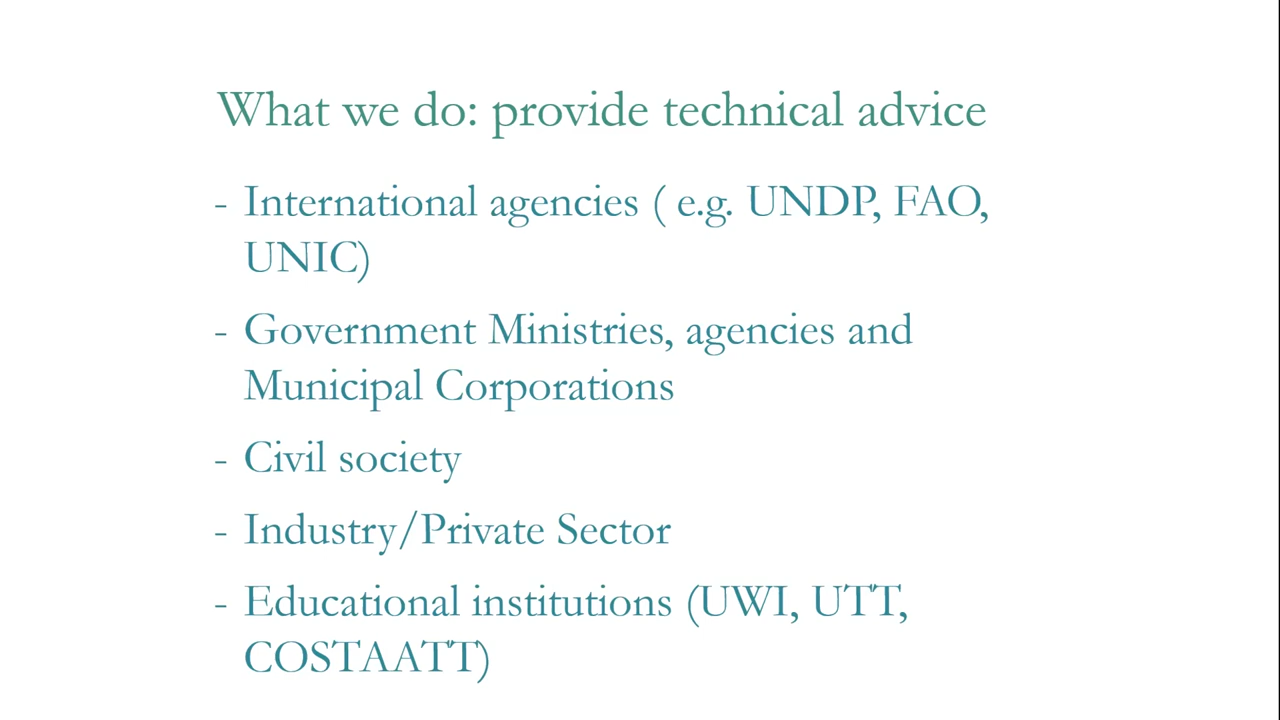 What we do: provide technical advice
- International agencies ( e.g. UNDP, FAO,
UNIC)
- Government Ministries, agencies and
Municipal Corporations
- Civil society
- Industry/Private Sector
- Educational institutions (UWI, UTT,
COSTAATT)